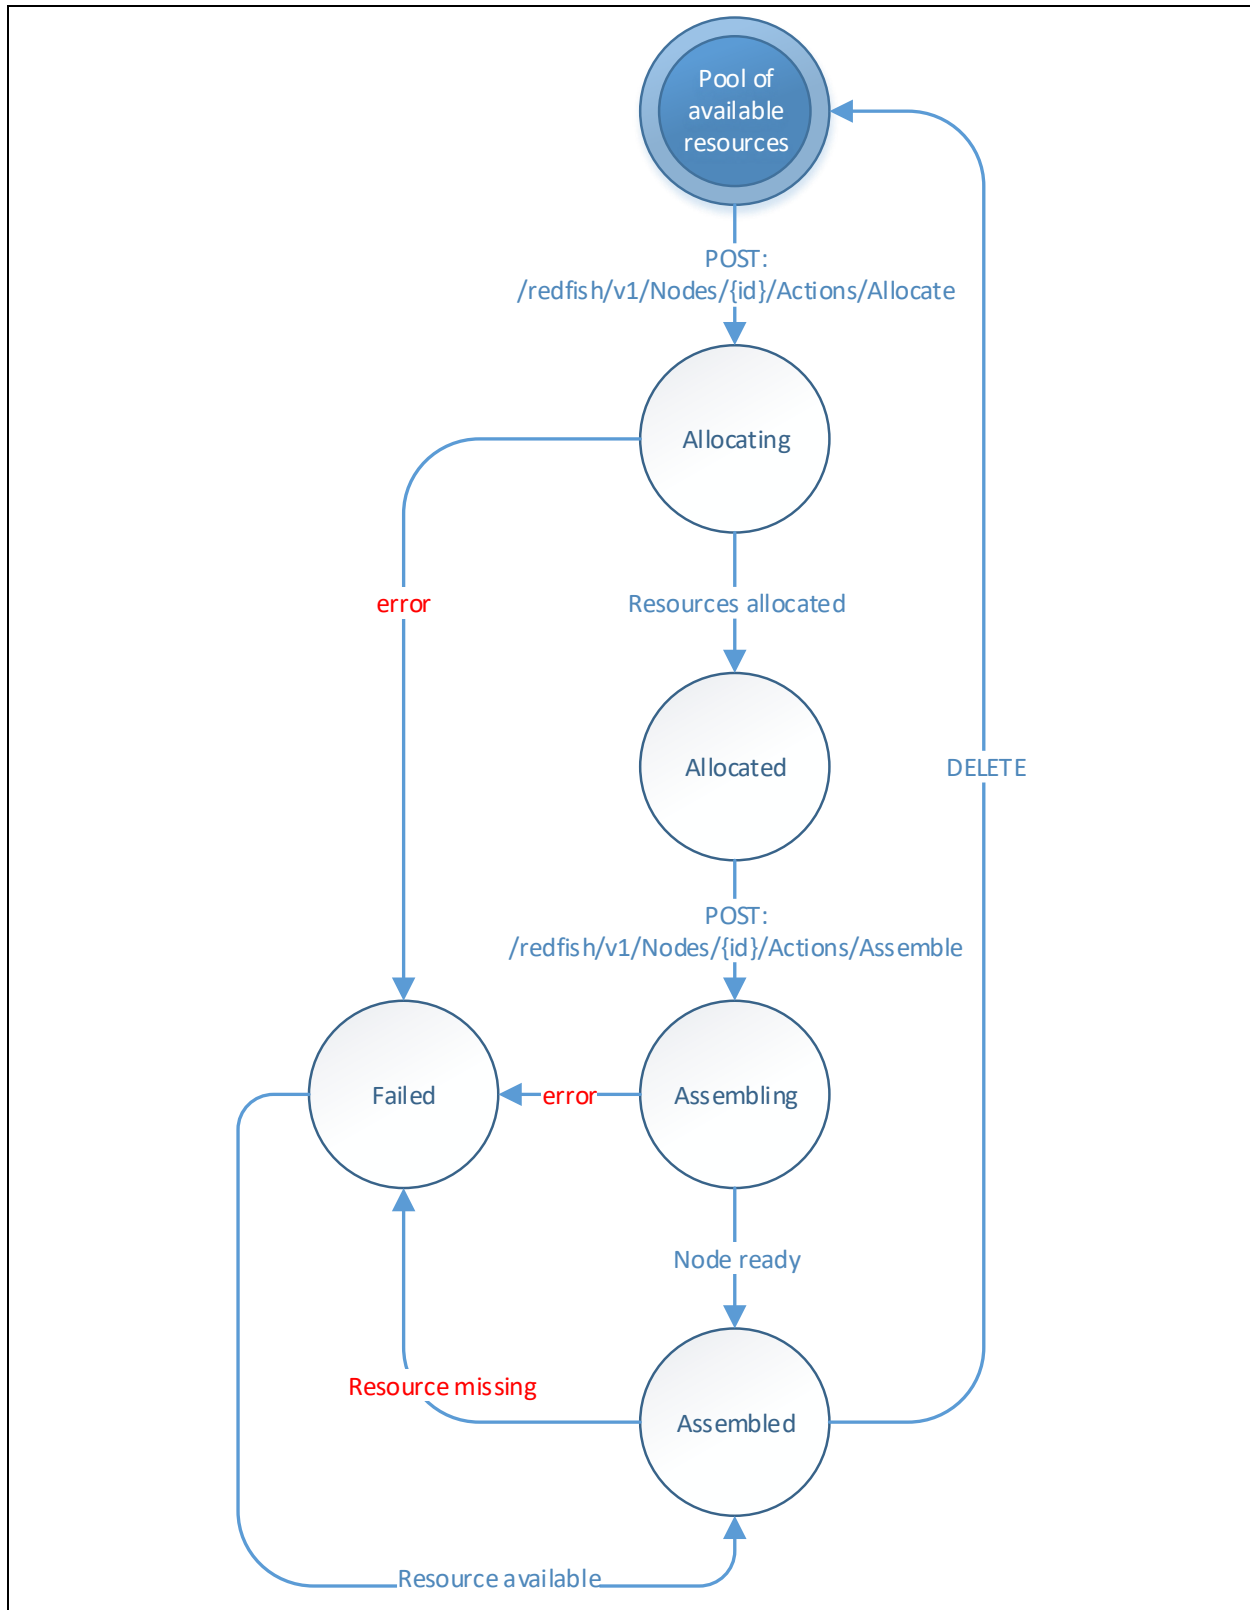 Pool of
available
resources
POST:
/redfish/v1/Nodes/{id}/Actions/Allocate
Allocating
error
Resources allocated
Allocated
DELETE
POST:
/redfish/v1/Nodes/{id}/Actions/Assemble
Failed
error
Assembling
Node ready
Resource missing
Assembled
Resource available